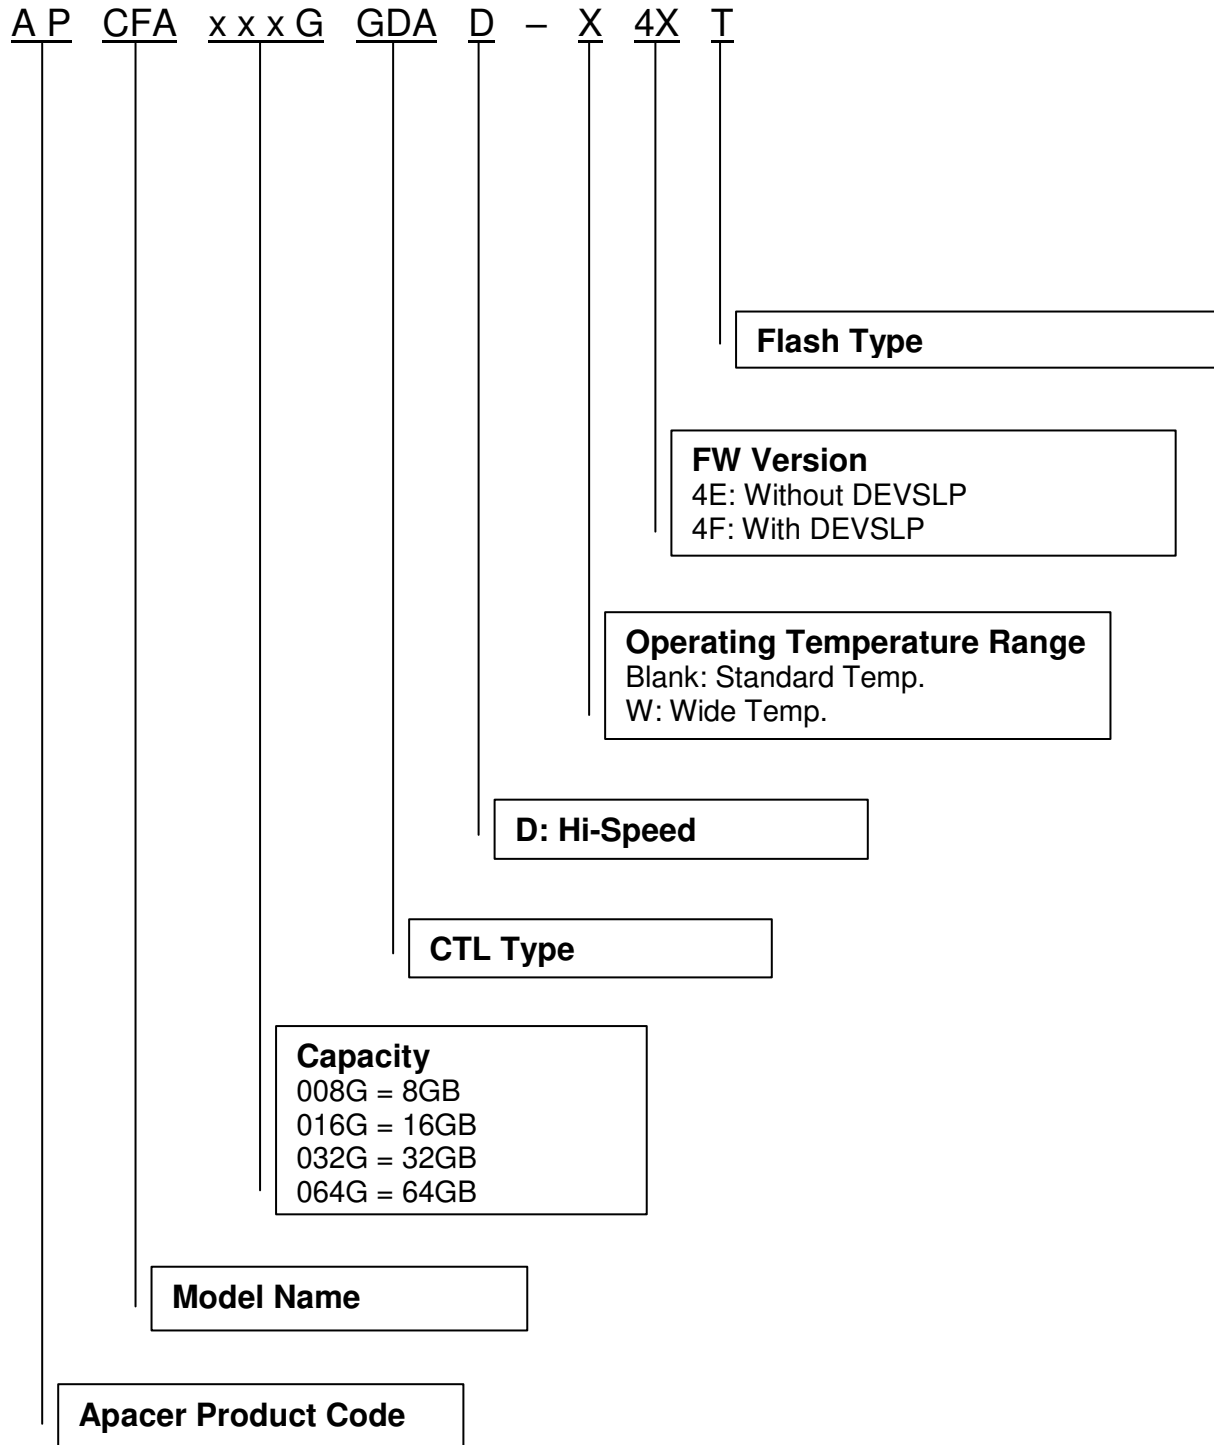 A P CFA x x x G GDA D – X 4X T
Flash Type
FW Version
4E: Without DEVSLP
4F: With DEVSLP
Operating Temperature Range
Blank: Standard Temp.
W: Wide Temp.
D: Hi-Speed
CTL Type
Capacity
008G = 8GB
016G = 16GB
032G = 32GB
064G = 64GB
Model Name
Apacer Product Code